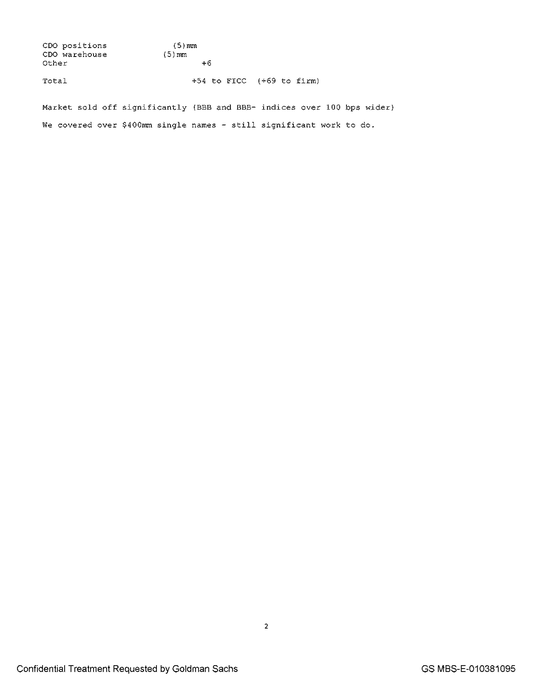 CDO positions (5)mm
CDO warehouse (5)mm
Other +6
Total +54 to FICC (+69 to firm)
Market sold off significantly (BBB and BBB- indices over 100 bps wider)
We covered over $400mm single names - still significant work to do.
2
Confidential Treatment Requested by Goldman Sachs GS MBS-E-010381095